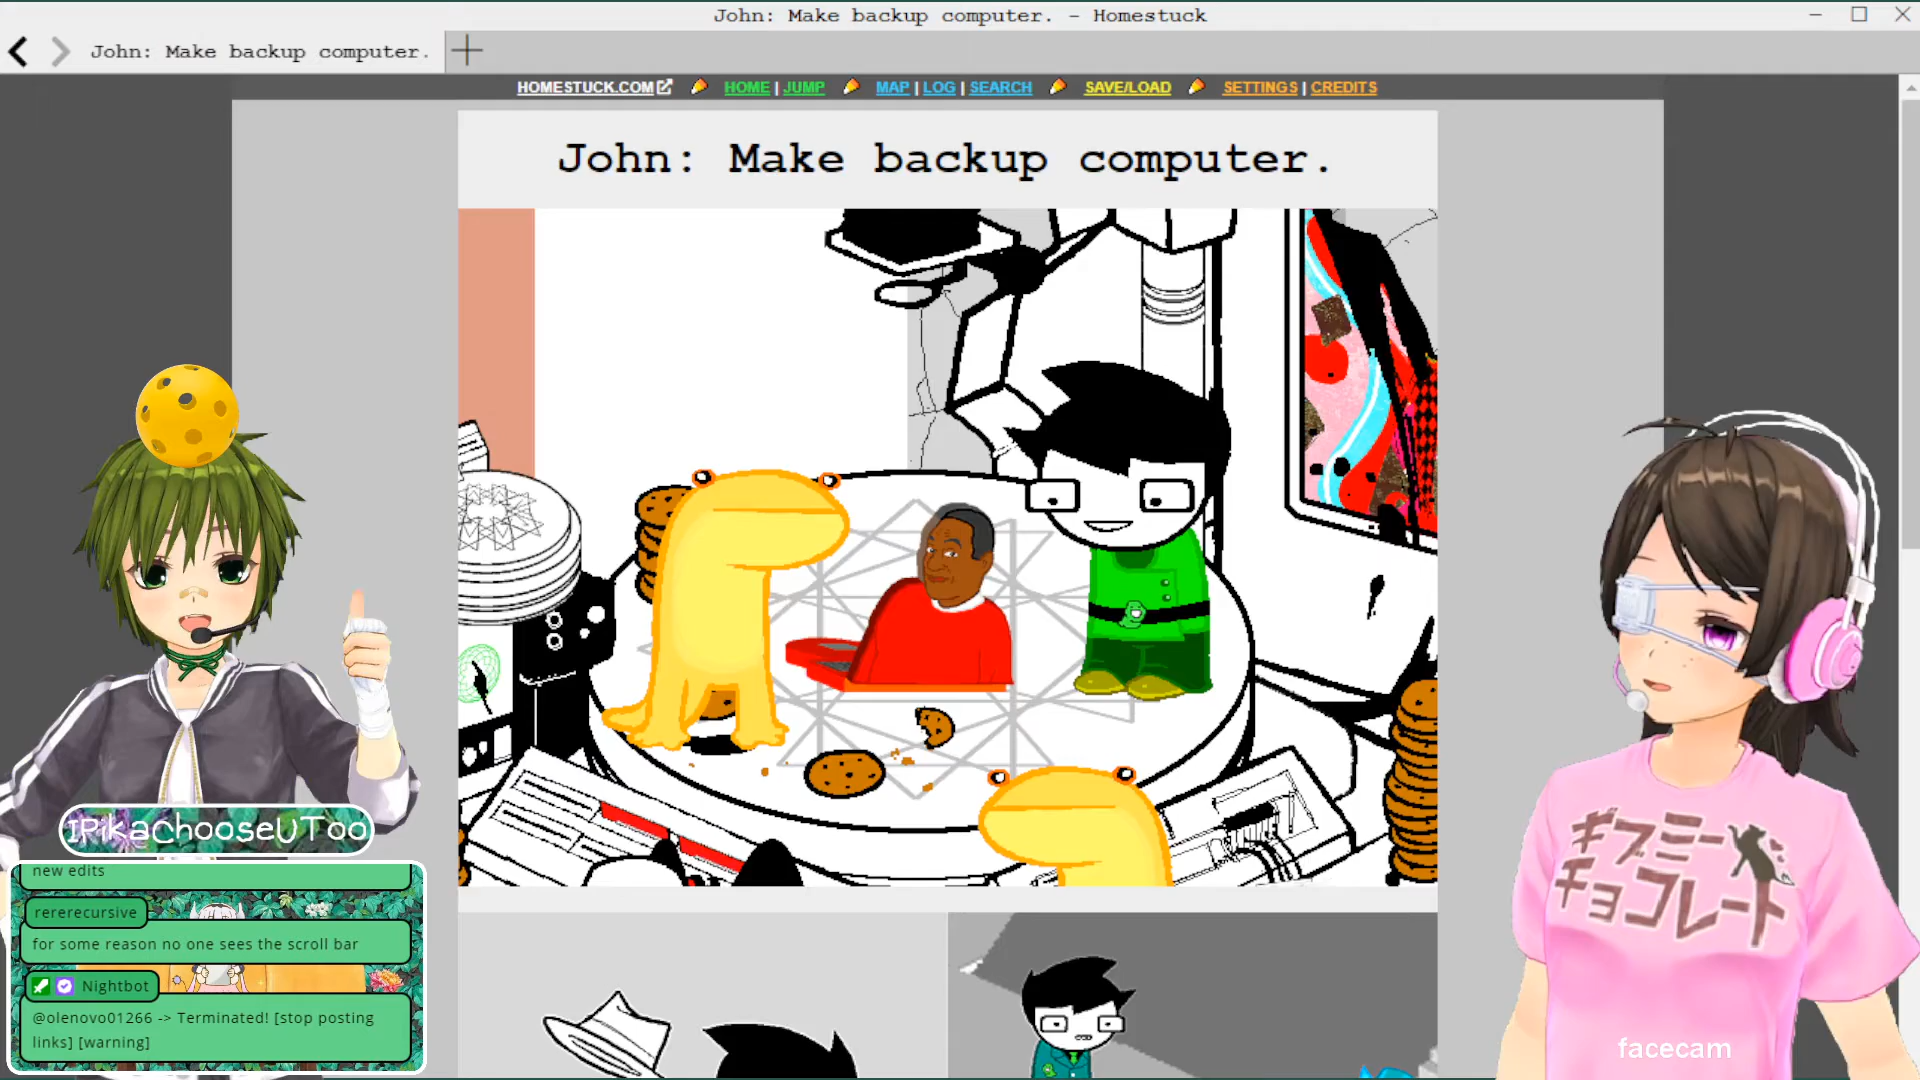 John: Make backup computer. - Homestuck
John: Make backup computer.
HOMESTUCK.COM HOME | JUMP MAP | LOG | SEARCH SAVE/LOAD SETTINGS | CREDITS
John: Make backup computer.
IPikachooseUToo
new edits
rererecursive
for some reason no one sees the scroll bar
Nightbot
@olenovo01266 -> Terminated! [stop posting
links] [warning]
ギブミー
チョコレート
facecam